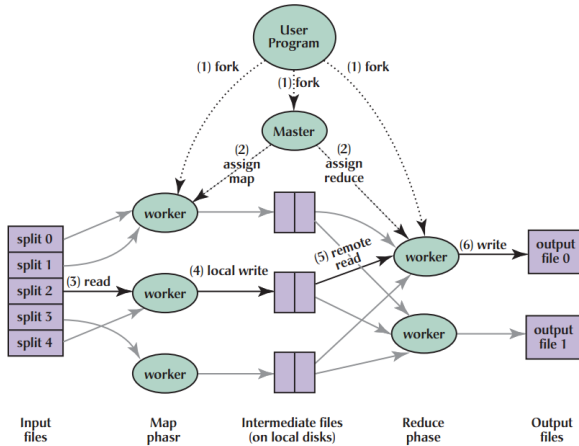 User
Program
(1) fork
(1) fork
(1) fork
Master
(2)
assign
map
(2)
assign
reduce
worker
split 0
split 1
split 2
split 3
split 4
(3) read
worker
(4) local write
(5) remote
read
worker
(6) write
output
file 0
worker
output
file 1
worker
Input
files
Map
phasr
Intermediate files
(on local disks)
Reduce
phase
Output
files